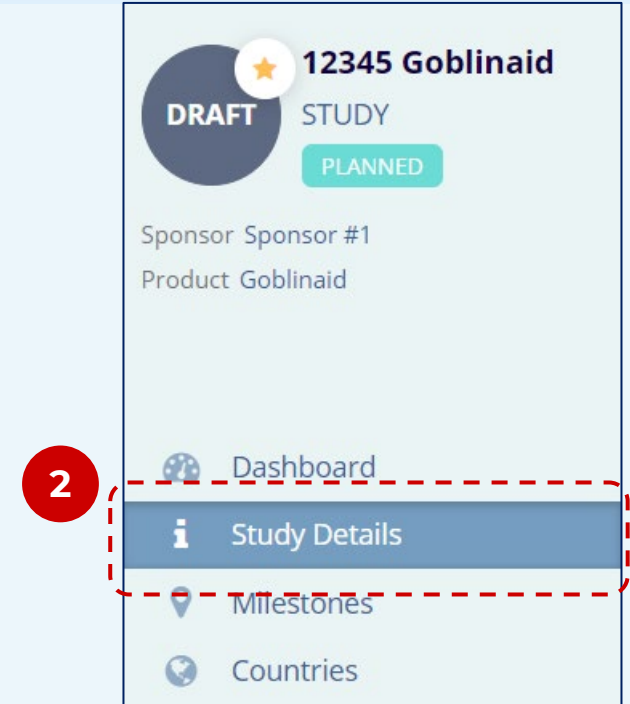 12345 Goblinaid
DRAFT
STUDY
PLANNED
Sponsor Sponsor #1
Product Goblinaid
Dashboard
2
Study Details
Milestones
Countries